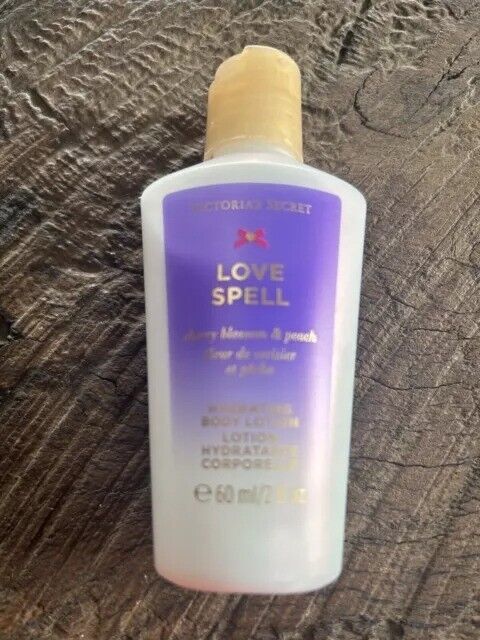 VICTORIA'S SECRET
LOVE
SPELL
cherry blossom & peach
fleur de cerisier
et pêche
HYDRATING
BODY LOTION
LOTION
HYDRATANTE
CORPORELLE
℮ 60 ml/2 fl oz